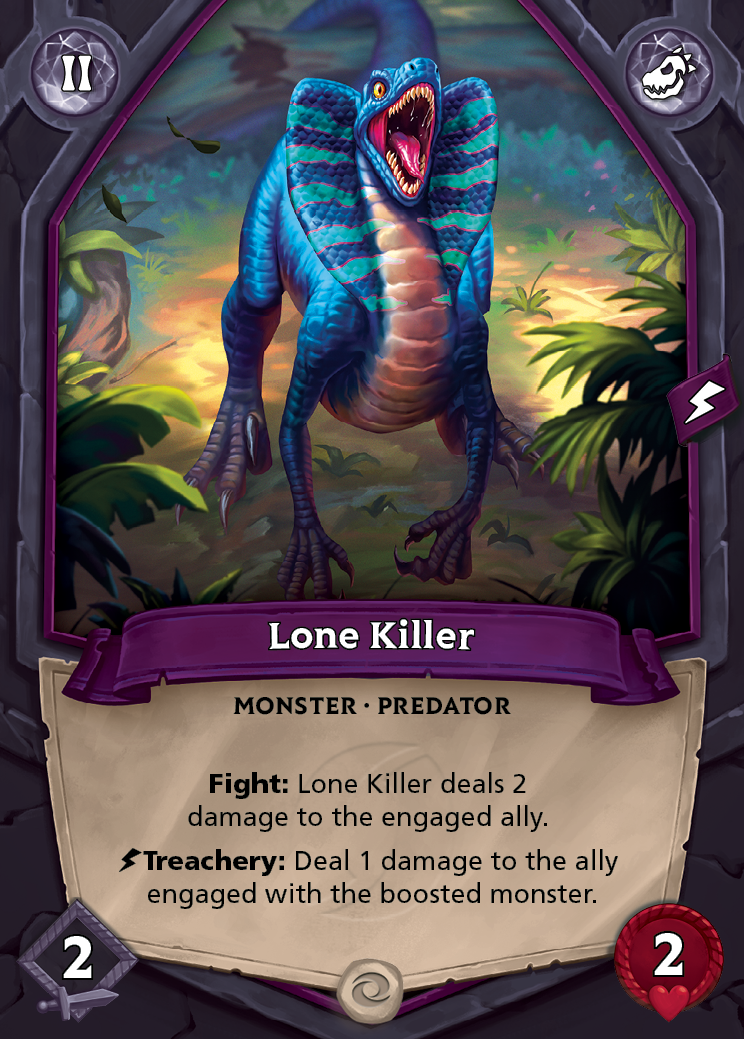 II
Lone Killer
MONSTER · PREDATOR
Fight: Lone Killer deals 2
damage to the engaged ally.
Treachery: Deal 1 damage to the ally
engaged with the boosted monster.
2
2